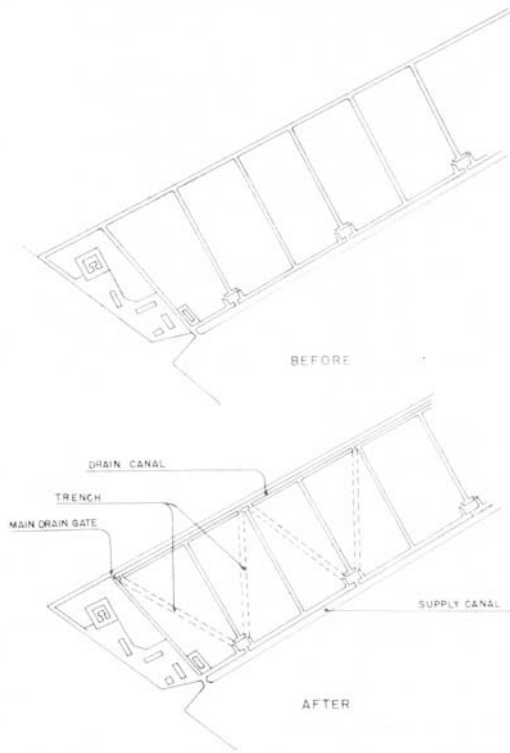 BEFORE
DRAIN CANAL
TRENCH
MAIN DRAIN GATE
SUPPLY CANAL
AFTER